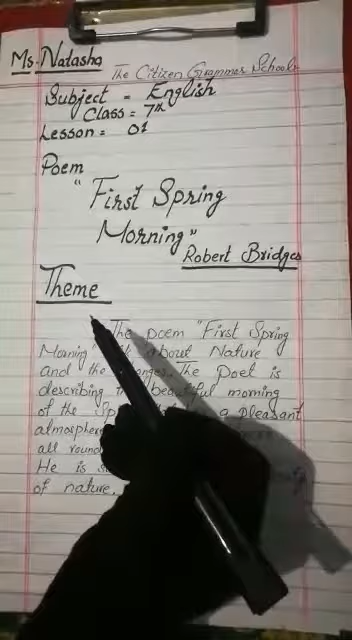 Ms. Natasha
The Citizen Grammar School
Subject = English
Class = 7th
Lesson = 01
Poem
"First Spring
Morning"
Robert Bridges
Theme
The poem "First Spring
Morning" is about Nature
and the changes. The Poet is
describing the beautiful morning
of the Sp a pleasant
atmosphere
all round
He is
of nature.